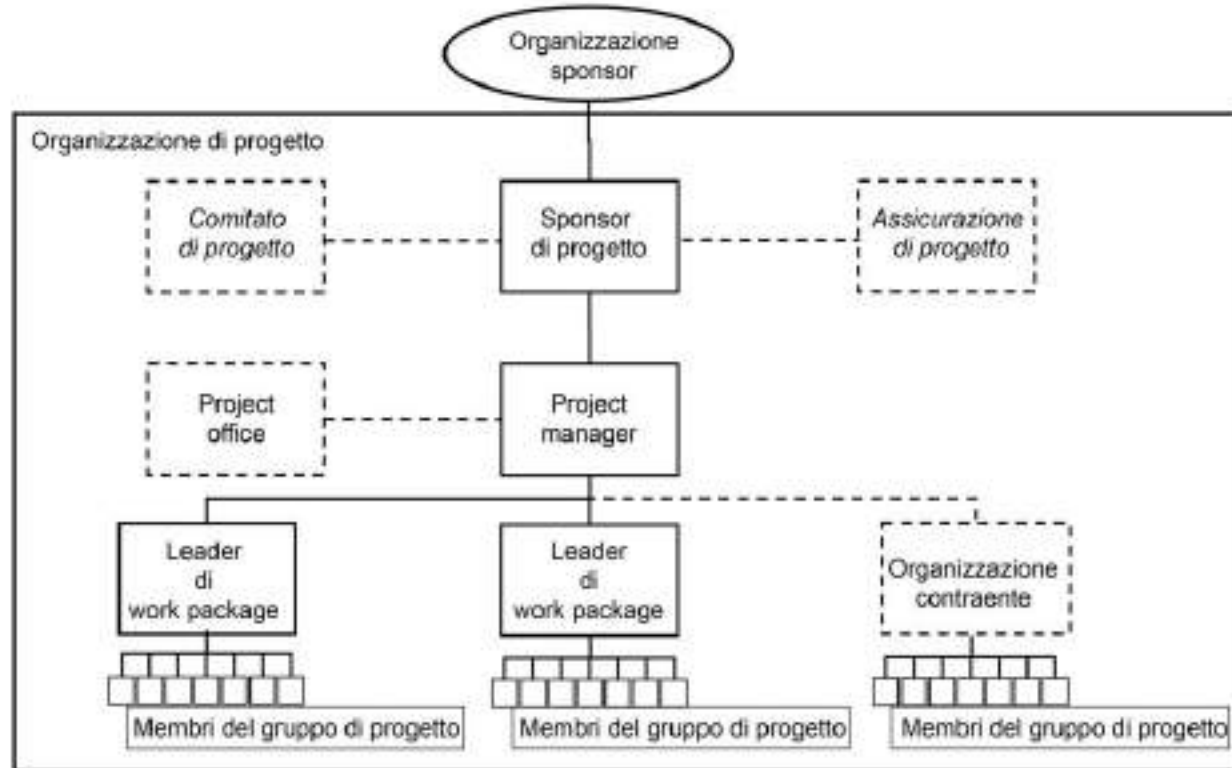 Organizzazione
sponsor
Organizzazione di progetto
Comitato
di progetto
Sponsor
di progetto
Assicurazione
di progetto
Project
office
Project
manager
Leader
di
work package
Leader
di
work package
Organizzazione
contraente
Membri del gruppo di progetto
Membri del gruppo di progetto
Membri del gruppo di progetto